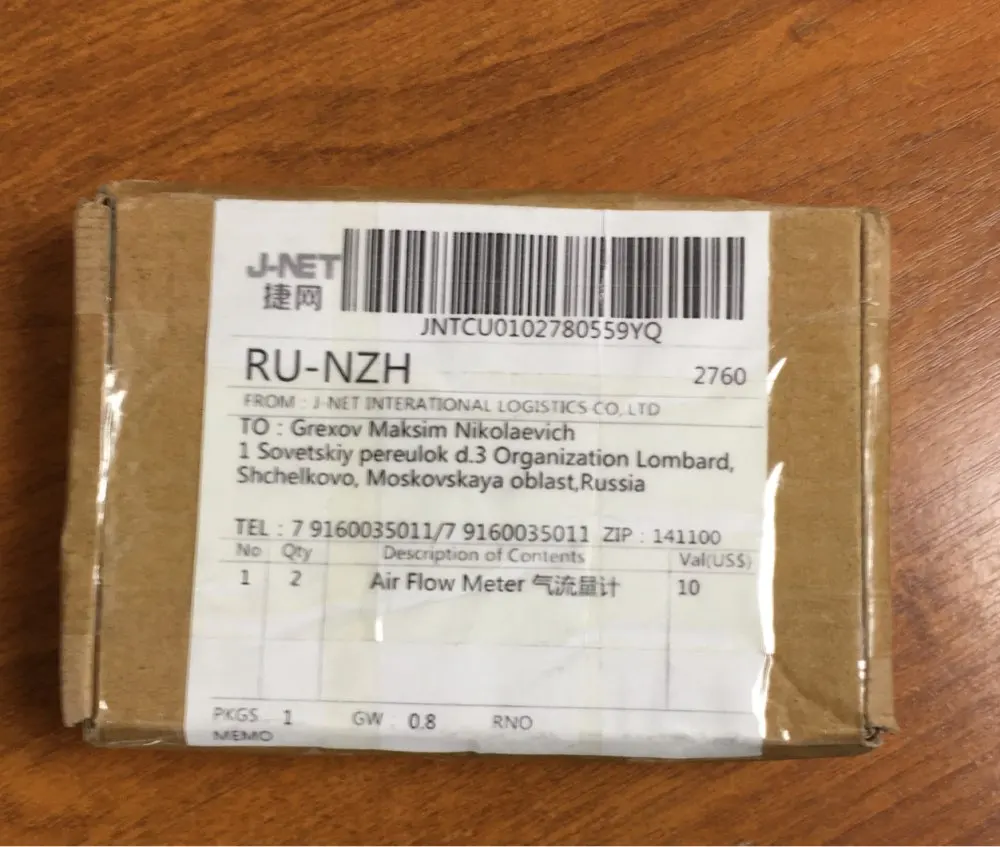 J-NET
捷网
JNTCU0102780559YQ
RU-NZH 2760
FROM : J-NET INTERATIONAL LOGISTICS CO, LTD
TO : Grexov Maksim Nikolaevich
1 Sovetskiy pereulok d.3 Organization Lombard,
Shchelkovo, Moskovskaya oblast,Russia
TEL : 7 9160035011/7 9160035011 ZIP : 141100
No Qty Description of Contents Val(US$)
1 2 Air Flow Meter 气流量计 10
PKGS 1 GW 0.8 RNO
MEMO